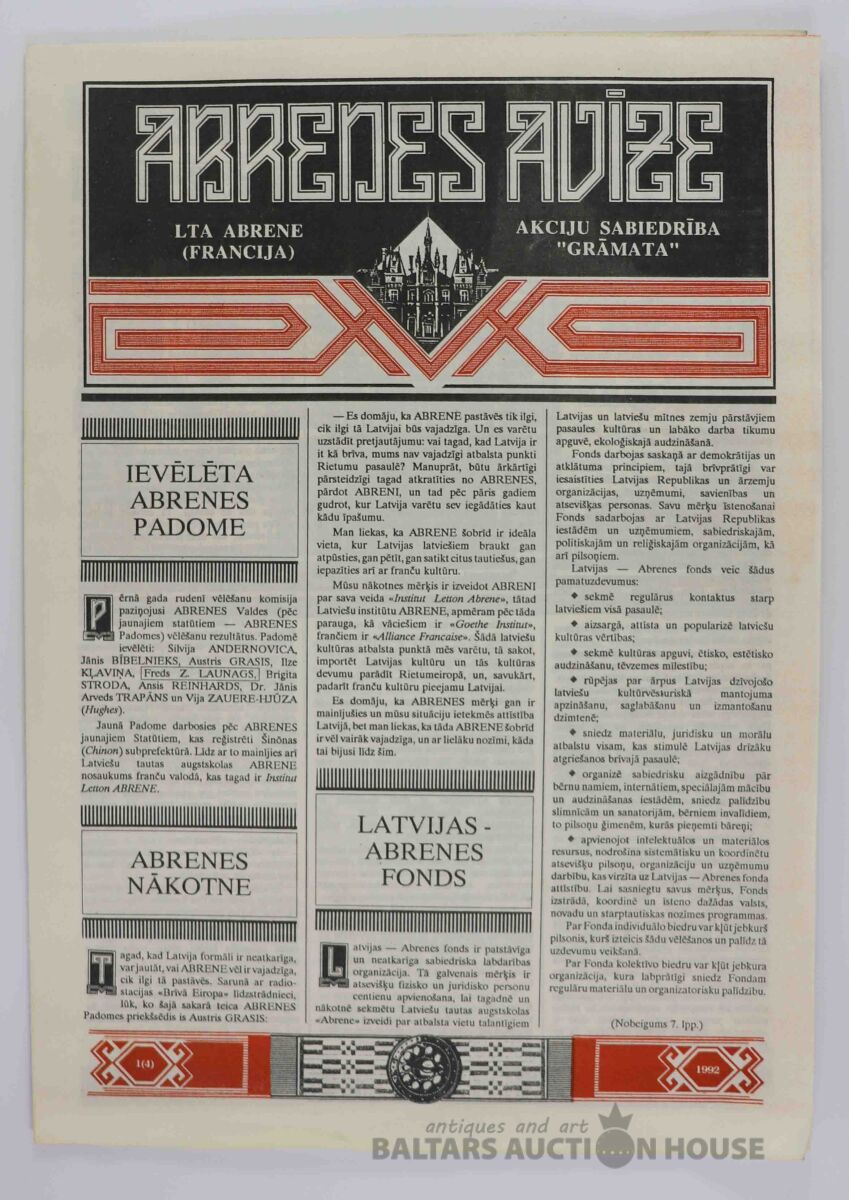 ABRENES AVĪZE
LTA ABRENE
(FRANCIJA)
AKCIJU SABIEDRĪBA
"GRĀMATA"
IEVĒLĒTA
ABRENES
PADOME
Pērnā gada rudenī vēlēšanu komisija
paziņojusi ABRENES Valdes (pēc
jaunajiem statūtiem — ABRENES
Padomes) vēlēšanu rezultātus. Padomē
ievēlēti: Silvija ANDERNOVICA,
Jānis BĪBELNIEKS, Austris GRASIS, Ilze
KĻAVIŅA, Freds Z. LAUNAGS, Brigita
STRODA, Ansis REINHARDS, Dr. Jānis
Arveds TRAPĀNS un Vija ZAUERE-HJŪZA
(Hughes).
Jaunā Padome darbosies pēc ABRENES
jaunajiem Statūtiem, kas reģistrēti Šinōnas
(Chinon) subprefektūrā. Līdz ar to mainījies arī
Latviešu tautas augstskolas ABRENE
nosaukums franču valodā, kas tagad ir Institut
Letton ABRENE.
ABRENES
NĀKOTNE
Tagad, kad Latvija formāli ir neatkarīga,
var jautāt, vai ABRENE vēl ir vajadzīga,
cik ilgi tā pastāvēs. Sarunā ar radio-
stacijas «Brīvā Eiropa» līdzstrādnieci,
lūk, ko šajā sakarā teica ABRENES
Padomes priekšsēdis is Austris GRASIS:
— Es domāju, ka ABRENE pastāvēs tik ilgi,
cik ilgi tā Latvijai būs vajadzīga. Un es varētu
uzstādīt pretjautājumu: vai tagad, kad Latvija ir
it kā brīva, mums nav vajadzīgi atbalsta punkti
Rietumu pasaulē? Manuprāt, būtu ārkārtīgi
pārsteidzīgi tagad atkratīties no ABRENES,
pārdot ABRENI, un tad pēc pāris gadiem
gudrot, kur Latvija varētu sev iegādāties kaut
kādu īpašumu.
Man liekas, ka ABRENE šobrīd ir ideāla
vieta, kur Latvijas latviešiem braukt gan
atpūsties, gan pētīt, gan satikt citus tautiešus, gan
iepazīties arī ar franču kultūru.
Mūsu nākotnes mērķis ir izveidot ABRENI
par sava veida «Institut Letton Abrene», tātad
Latviešu institūtu ABRENE, apmēram pēc tāda
parauga, kā vāciešiem ir «Goethe Institut»,
frančiem ir «Alliance Francaise». Šādā latviešu
kultūras atbalsta punktā mēs varētu, tā sakot,
importēt Latvijas kultūru un tās kultūras
devumu parādīt Rietumeiropā, un, savukārt,
padarīt franču kultūru pieejamu Latvijai.
Es domāju, ka ABRENES mērķi gan ir
mainījušies un mūsu situāciju ietekmēs attīstība
Latvijā, bet man liekas, ka tāda ABRENE šobrīd
ir vēl vairāk vajadzīga, un ar lielāku nozīmi, kāda
tai bijusi līdz šim.
LATVIJAS -
ABRENES
FONDS
Latvijas — Abrenes fonds ir patstāvīga
un neatkarīga sabiedriska labdarības
organizācija. Tā galvenais mērķis ir
atsevišķu fizisko un juridisko personu
centienu apvienošana, lai tagadnē un
nākotnē sekmētu Latviešu tautas augstskolas
«Abrene» izveidi par atbalsta vietu talantīgiem
Latvijas un latviešu mītnes zemju pārstāvjiem
pasaules kultūras un labāko darba tikumu
apguvē, ekoloģiskajā audzināšanā.
Fonds darbojas saskaņā ar demokrātijas un
atklātuma principiem, tajā brīvprātīgi var
iesaistīties Latvijas Republikas un ārzemju
organizācijas, uzņēmumi, savienības un
atsevišķas personas. Savu mērķu īstenošanai
Fonds sadarbojas ar Latvijas Republikas
iestādēm un uzņēmumiem, sabiedriskajām,
politiskajām un reliģiskajām organizācijām, kā
arī pilsoņiem.
Latvijas — Abrenes fonds veic šādus
pamatuzdevumus:
◆ sekmē regulārus kontaktus starp
latviešiem visā pasaulē;
◆ aizsargā, attīsta un popularizē latviešu
kultūras vērtības;
◆ sekmē kultūras apguvi, ētisko, estētisko
audzināšanu, tēvzemes mīlestību;
◆ rūpējas par ārpus Latvijas dzīvojošo
latviešu kultūrvēsturiskā mantojuma
apzināšanu, saglabāšanu un izmantošanu
dzimtenē;
◆ sniedz materiālu, juridisku un morālu
atbalstu visam, kas stimulē Latvijas drīzāku
atgriešanos brīvajā pasaulē;
◆ organizē sabiedrisku aizgādnību pār
bērnu namiem, internātiem, speciālajām mācību
un audzināšanas iestādēm, sniedz palīdzību
slimnīcām un sanatorijām, bērniem invalīdiem,
to pilsoņu ģimenēm, kurās pieņemti bāreņi;
◆ apvienojot intelektuālos un materiālos
resursus, nodrošina sistemātisku un koordinētu
atsevišķu pilsoņu, organizāciju un uzņēmumu
darbību, kas virzīta uz Latvijas — Abrenes fonda
attīstību. Lai sasniegtu savus mērķus, Fonds
izstrādā, koordinē un īsteno dažādas valsts,
novadu un starptautiskas nozīmes programmas.
Par Fonda individuālo biedru var kļūt jebkurš
pilsonis, kurš izteicis šādu vēlēšanos un palīdz tā
uzdevumu veikšanā.
Par Fonda kolektīvo biedru var kļūt jebkura
organizācija, kura labprātīgi sniedz Fondam
regulāru materiālu un organizatorisku palīdzību.
(Nobeigums 7. lpp.)
1(4)
1992
antiques and art
BALTARS AUCTION HOUSE